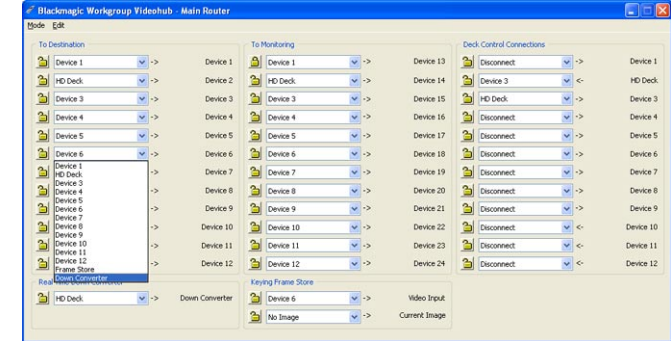 Blackmagic Workgroup Videohub - Main Router
Mode Edit
To Destination To Monitoring Deck Control Connections
Device 1 -> Device 1 Device 1 -> Device 13 Disconnect -> Device 1
HD Deck -> Device 2 HD Deck -> Device 14 Device 3 <- HD Deck
Device 3 -> Device 3 Device 3 -> Device 15 HD Deck -> Device 3
Device 4 -> Device 4 Device 4 -> Device 16 Disconnect -> Device 4
Device 5 -> Device 5 Device 5 -> Device 17 Disconnect -> Device 5
Device 6 -> Device 6 Device 6 -> Device 18 Disconnect -> Device 6
Device 1
HD Deck -> Device 7 Device 7 -> Device 19 Disconnect -> Device 7
Device 3
Device 4 -> Device 8 Device 8 -> Device 20 Disconnect -> Device 8
Device 5
Device 6 -> Device 9 Device 9 -> Device 21 Disconnect -> Device 9
Device 7
Device 8 -> Device 10 Device 10 -> Device 22 Disconnect <- Device 10
Device 9
Device 10 -> Device 11 Device 11 -> Device 23 Disconnect <- Device 11
Device 11
Device 12 -> Device 12 Device 12 -> Device 24 Disconnect <- Device 12
Frame Store
Down Converter
Keying Frame Store
HD Deck -> Down Converter Device 6 -> Video Input
No Image -> Current Image